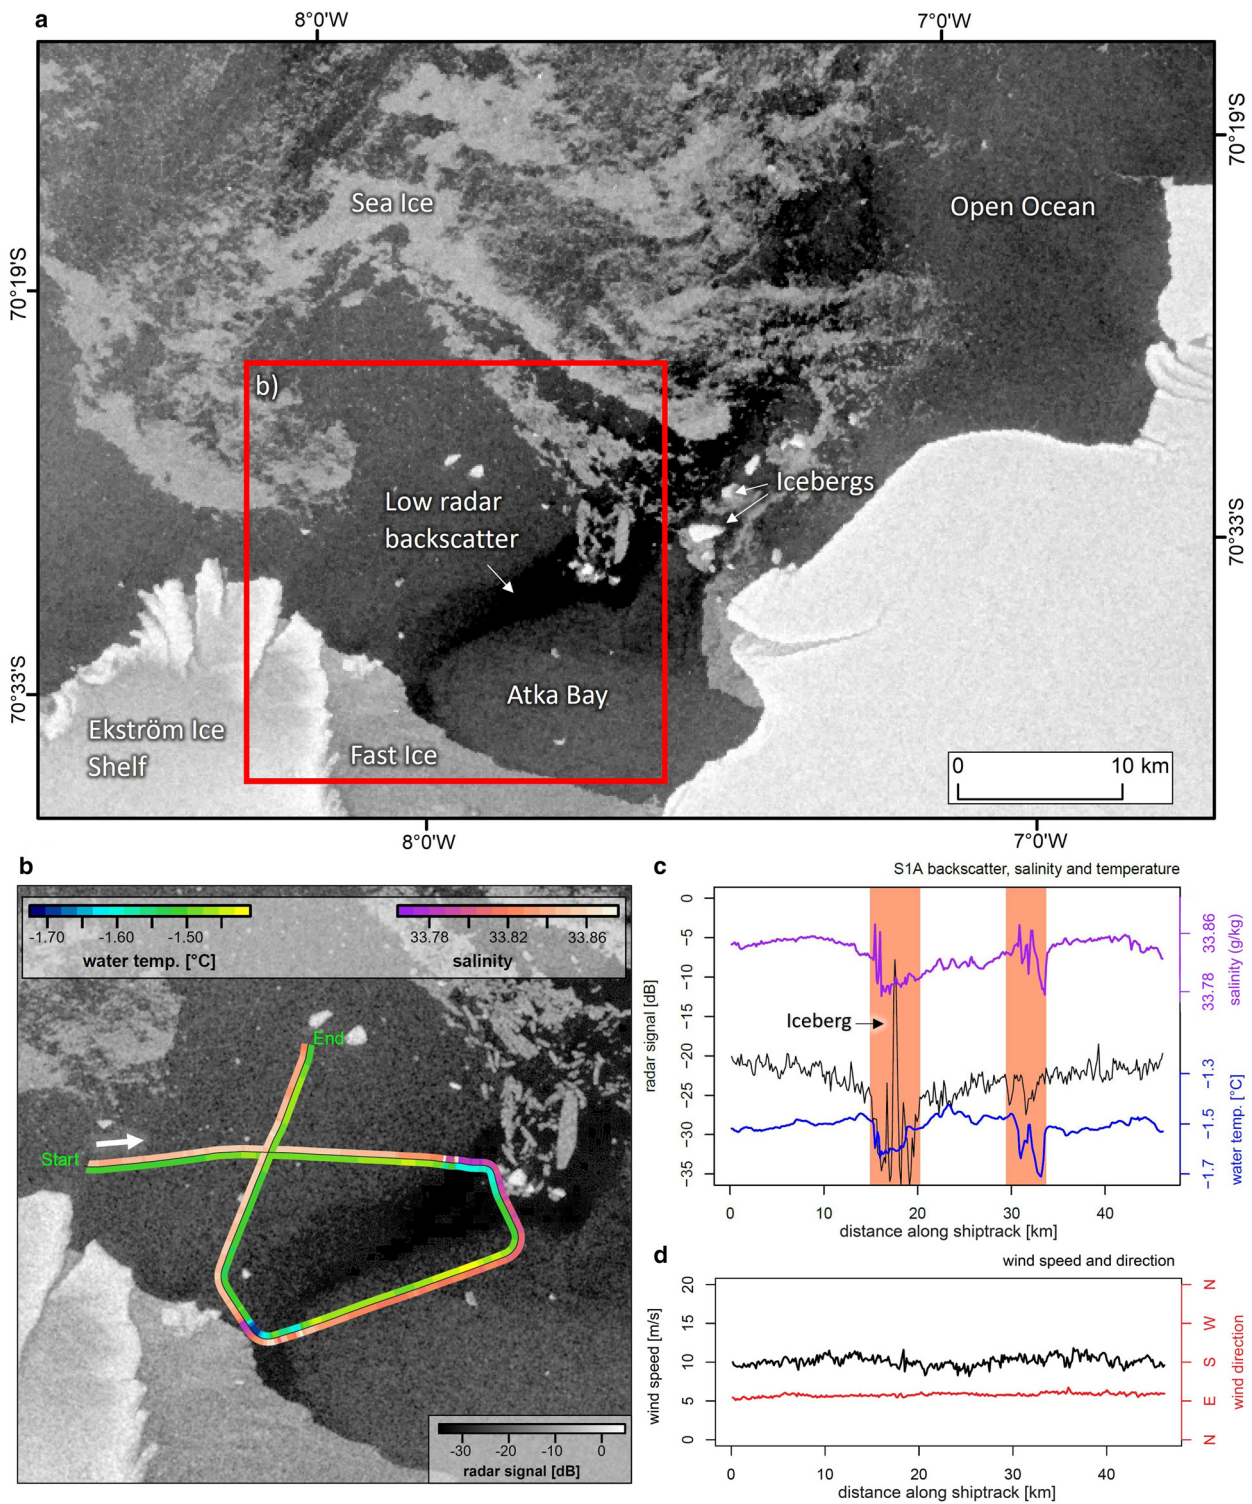 a
8°0'W
7°0'W
70°19'S
70°19'S
Sea Ice
Open Ocean
b)
Icebergs
Low radar
backscatter
70°33'S
70°33'S
Atka Bay
Ekström Ice
Shelf
Fast Ice
0 10 km
8°0'W
7°0'W
b
-1.70 -1.60 -1.50
water temp. [°C]
33.78 33.82 33.86
salinity
End
Start
-30 -20 -10 0
radar signal [dB]
c
S1A backscatter, salinity and temperature
0
−5
−10
−15
−20
−25
−30
−35
radar signal [dB]
Iceberg
33.86
33.78
salinity (g/kg)
−1.3
−1.5
−1.7
water temp. [°C]
0 10 20 30 40
distance along shiptrack [km]
d
wind speed and direction
20
15
10
5
0
wind speed [m/s]
N
W
S
E
N
wind direction
0 10 20 30 40
distance along shiptrack [km]